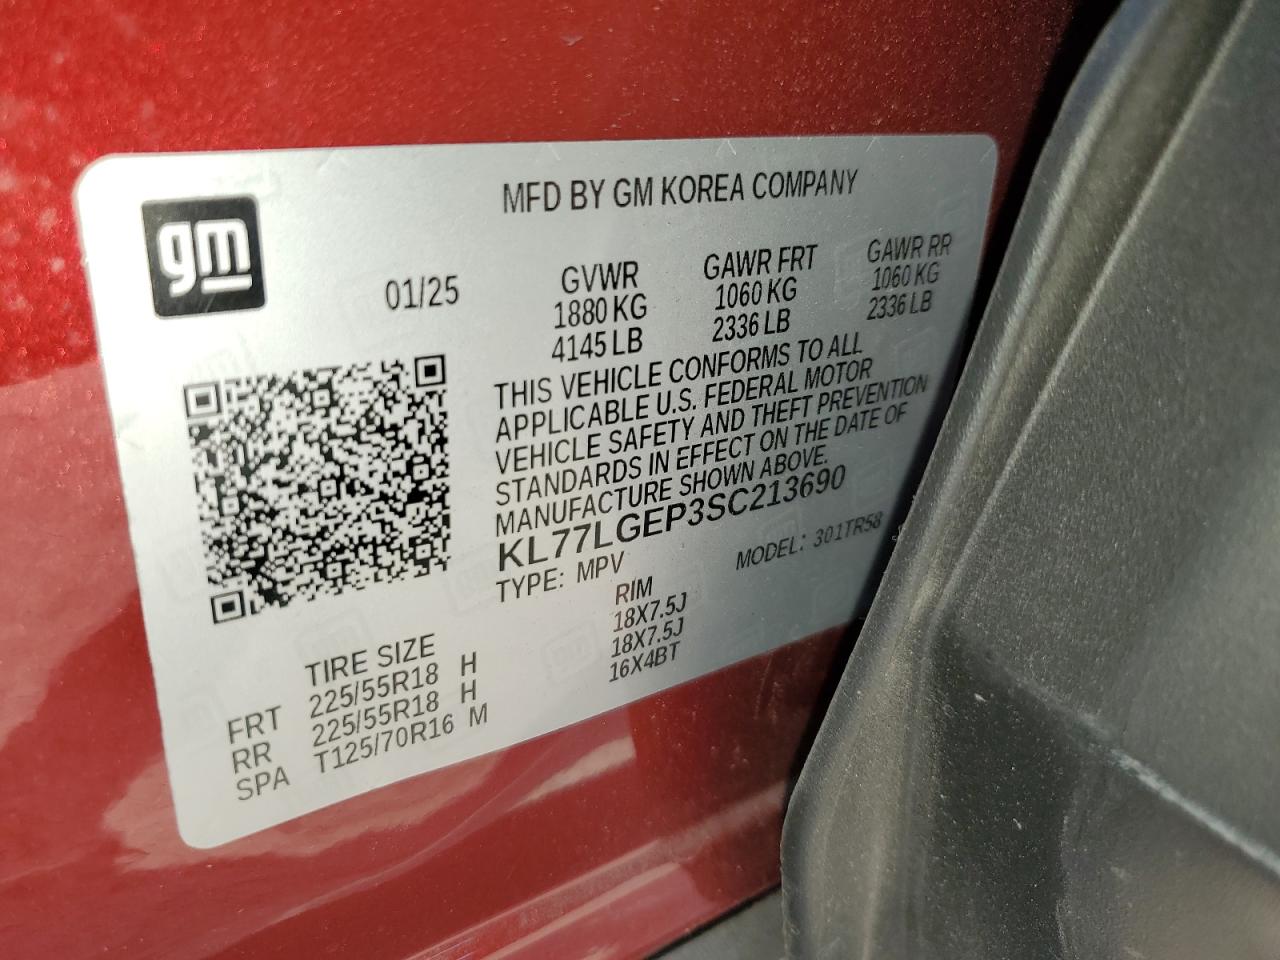 gm
MFD BY GM KOREA COMPANY
01/25
GVWR GAWR FRT GAWR RR
1880 KG 1060 KG 1060 KG
4145 LB 2336 LB 2336 LB
THIS VEHICLE CONFORMS TO ALL
APPLICABLE U.S. FEDERAL MOTOR
VEHICLE SAFETY AND THEFT PREVENTION
STANDARDS IN EFFECT ON THE DATE OF
MANUFACTURE SHOWN ABOVE.
KL77LGEP3SC213690
TYPE: MPV MODEL: 301TR58
TIRE SIZE RIM
FRT 225/55R18 H 18X7.5J
RR 225/55R18 H 18X7.5J
SPA T125/70R16 M 16X4BT